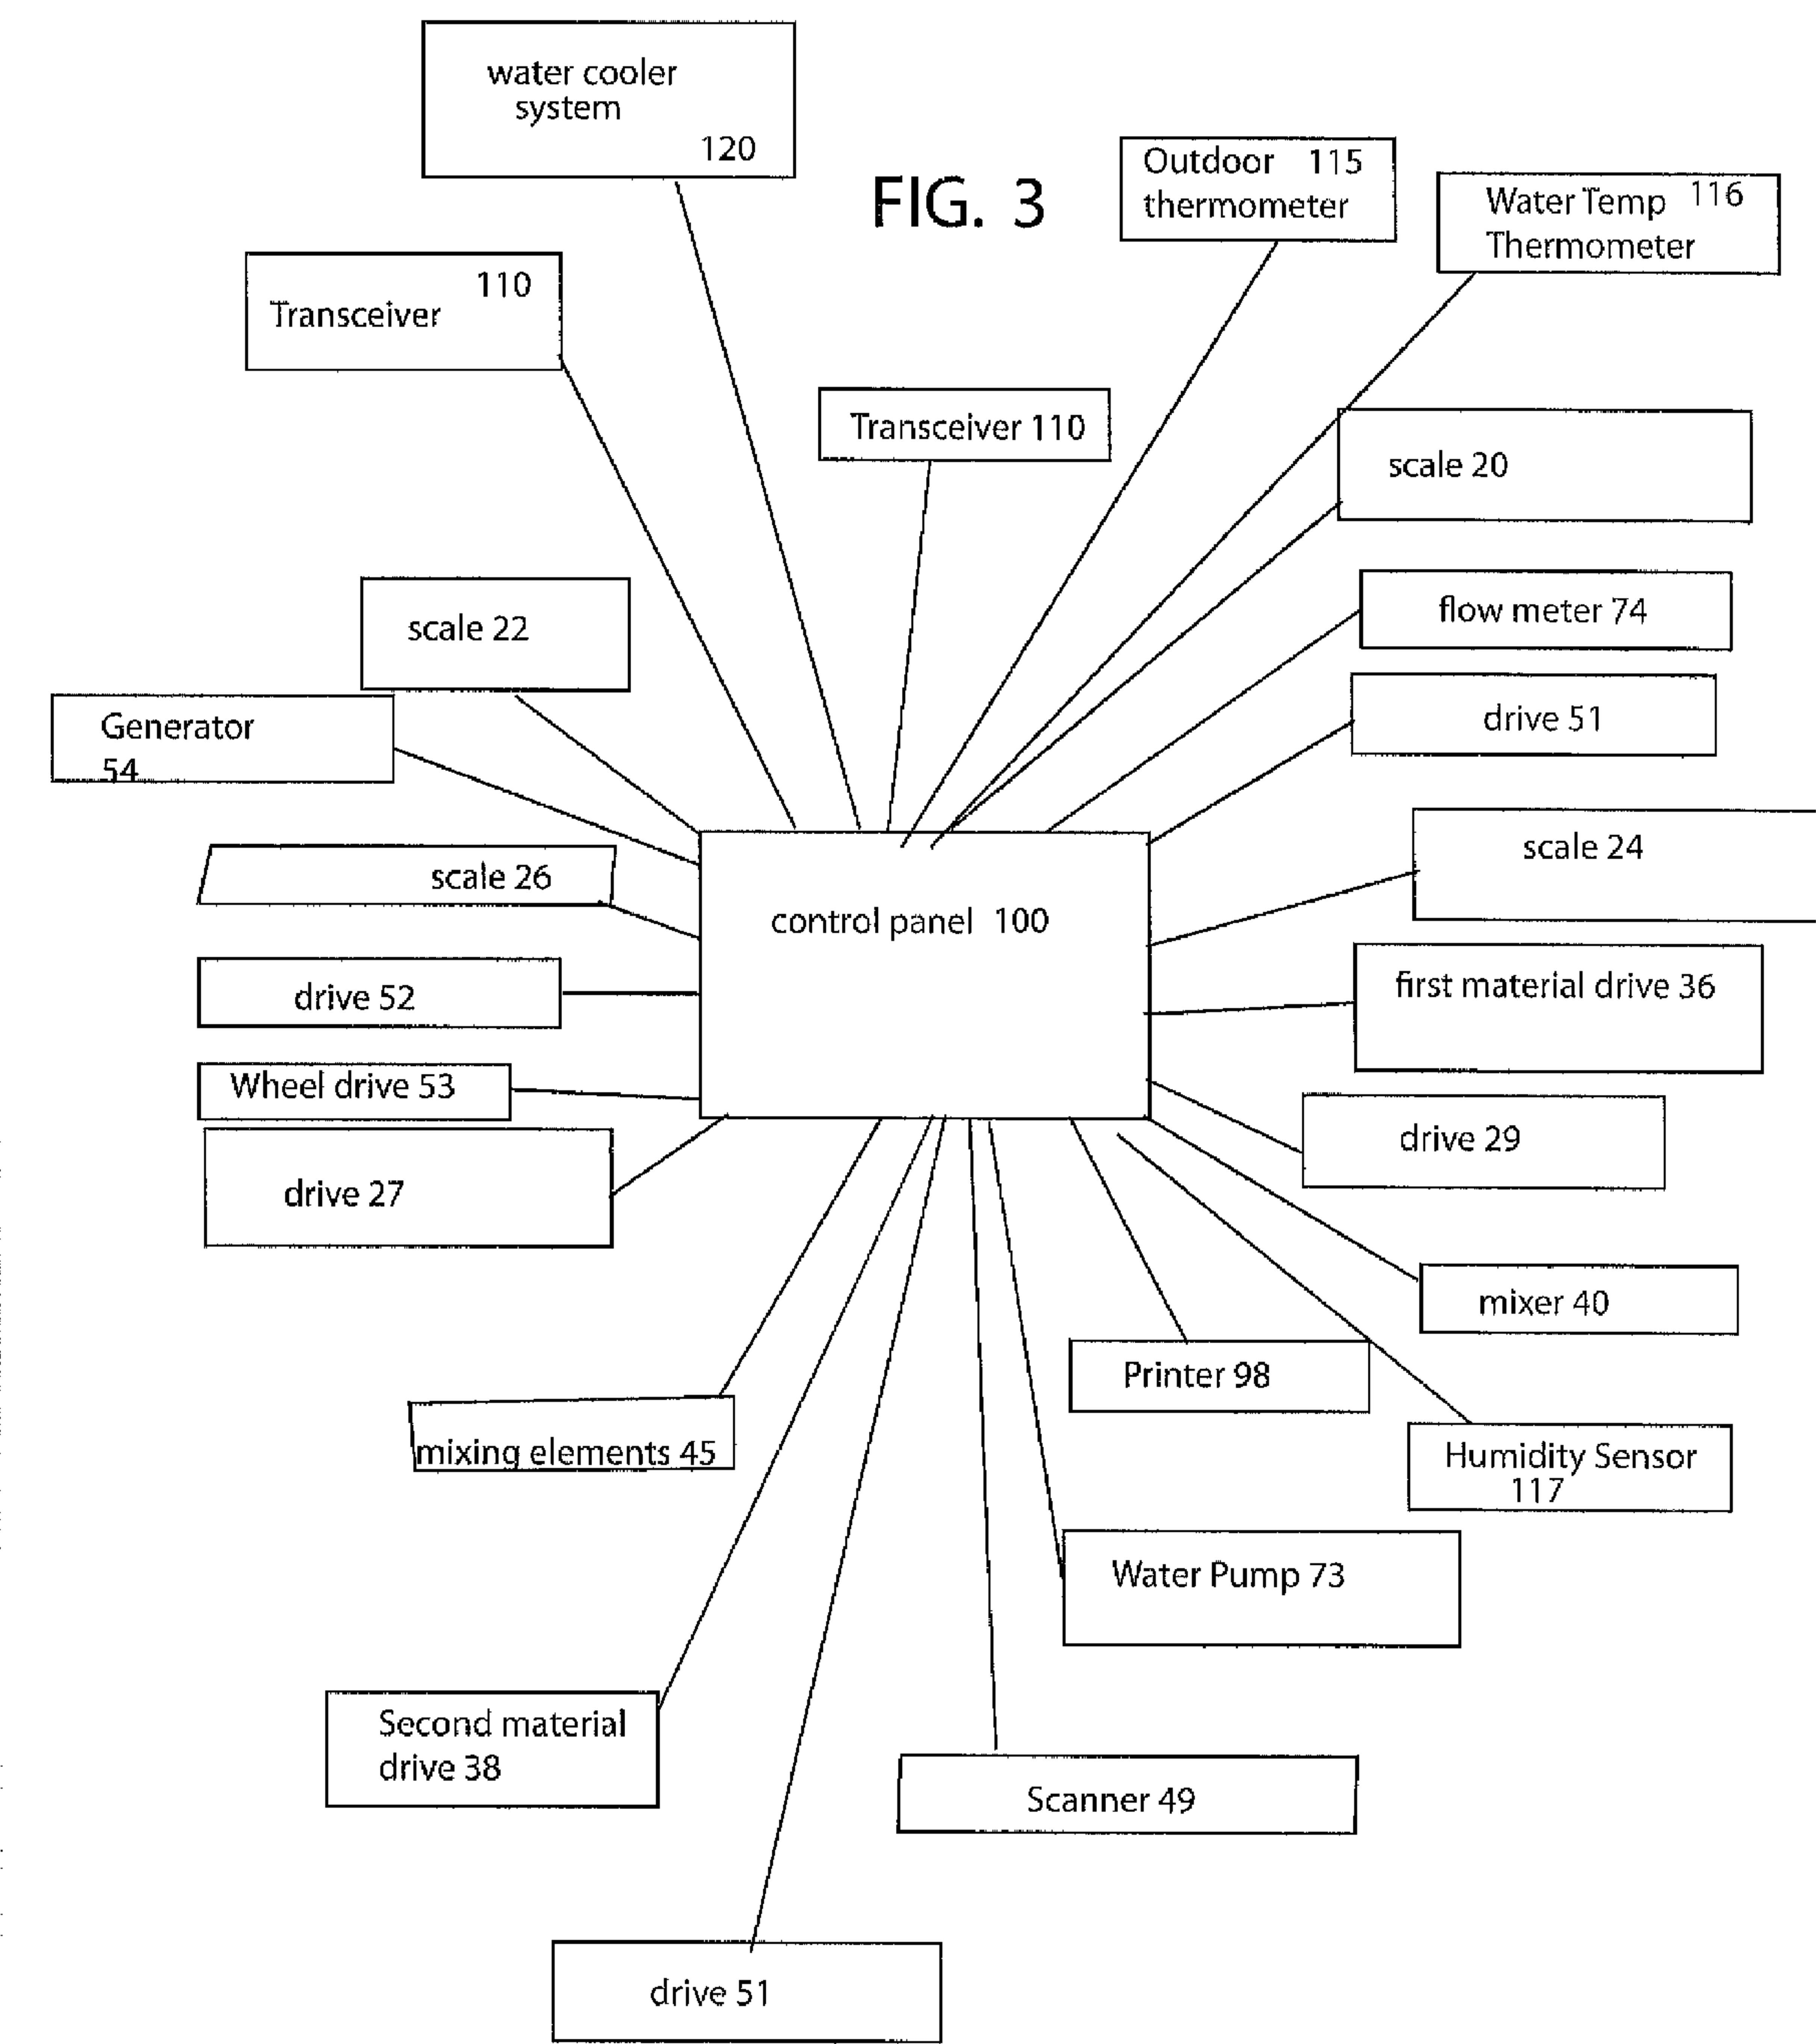 water cooler
system
120
FIG. 3
Outdoor 115
thermometer
Water Temp 116
Thermometer
110
Transceiver
Transceiver 110
scale 20
scale 22
flow meter 74
Generator
54
drive 51
scale 26
scale 24
control panel 100
drive 52
first material drive 36
Wheel drive 53
drive 27
drive 29
mixer 40
Printer 98
mixing elements 45
Humidity Sensor
117
Water Pump 73
Second material
drive 38
Scanner 49
drive 51